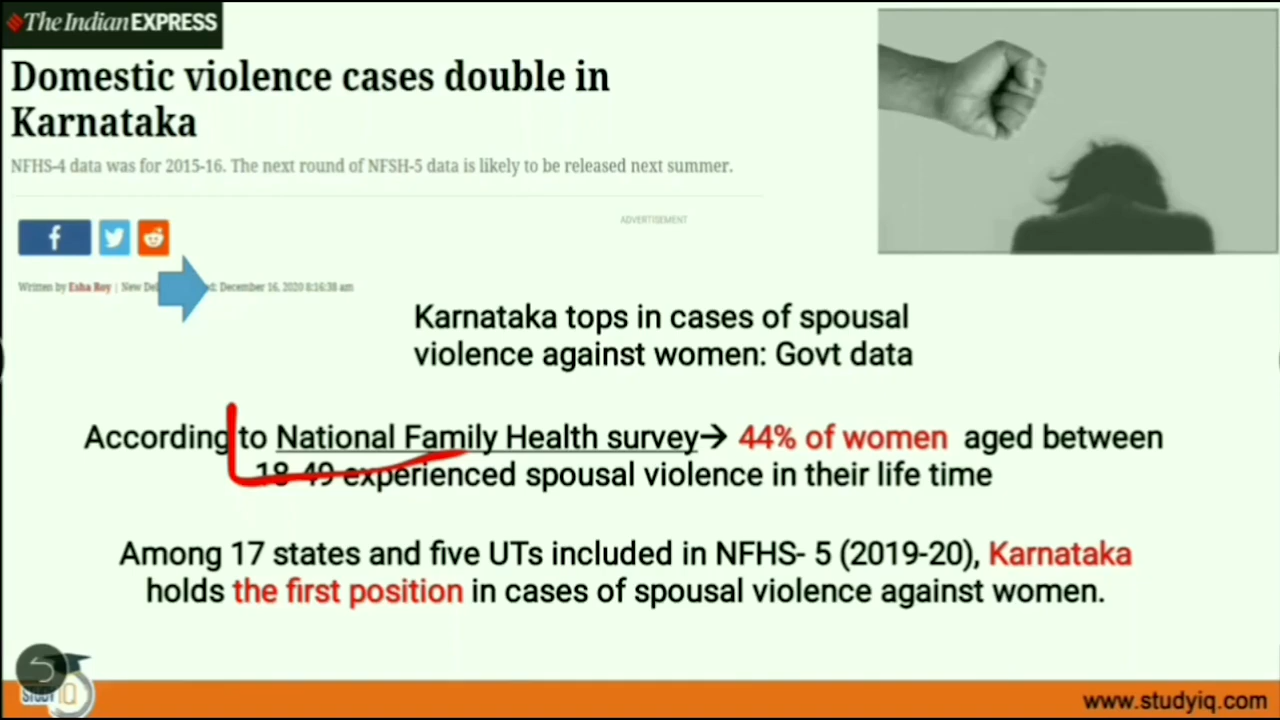 The Indian EXPRESS
Domestic violence cases double in
Karnataka
NFHS-4 data was for 2015-16. The next round of NFSH-5 data is likely to be released next summer.
ADVERTISEMENT
Written by Esha Roy | New Del d: December 16, 2020 8:16:38 am
Karnataka tops in cases of spousal
violence against women: Govt data
According to National Family Health survey→ 44% of women aged between
18-49 experienced spousal violence in their life time
Among 17 states and five UTs included in NFHS- 5 (2019-20), Karnataka
holds the first position in cases of spousal violence against women.
STUDY IQ
www.studyiq.com